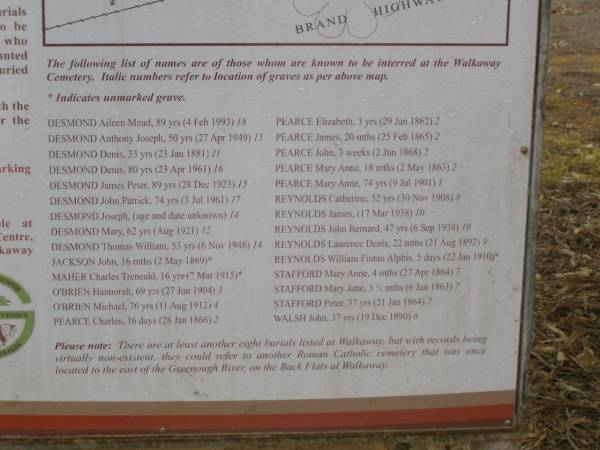 urials
to be
who
anted
uried
th the
r the
arking
le at
Centre,
lkaway
BRAND HIGHWAY
The following list of names are of those whom are known to be interred at the Walkaway
Cemetery. Italic numbers refer to location of graves as per above map.
* Indicates unmarked grave.
DESMOND Aileen Maud, 89 yrs (4 Feb 1993) 18
DESMOND Anthony Joseph, 50 yrs (27 Apr 1949) 15
DESMOND Denis, 33 yrs (23 Jan 1881) 11
DESMOND Denis, 80 yrs (23 Apr 1961) 16
DESMOND James Peter, 89 yrs (28 Dec 1923) 13
DESMOND John Patrick, 74 yrs (3 Jul 1961) 17
DESMOND Joseph, (age and date unknown) 14
DESMOND Mary, 62 yrs (Aug 1921) 12
DESMOND Thomas William, 53 yrs (6 Nov 1946) 14
JACKSON John, 16 mths (2 May 1869)*
MAHER Charles Treneald, 16 yrs (7 Mar 1915)*
O'BRIEN Hannorah, 69 yrs (27 Jun 1904) 3
O'BRIEN Michael, 76 yrs (11 Aug 1912) 4
PEARCE Charles, 16 days (28 Jan 1866) 2
PEARCE Elizabeth, 3 yrs (29 Jan 1862) 2
PEARCE James, 20 mths (25 Feb 1865) 2
PEARCE John, 3 weeks (2 Jun 1868) 2
PEARCE Mary Anne, 18 mths (2 May 1863) 2
PEARCE Mary Anne, 74 yrs (9 Jul 1901) 1
REYNOLDS Catherine, 52 yrs (30 Nov 1908) 8
REYNOLDS James, (17 Mar 1938) 10
REYNOLDS John Bernard, 47 yrs (6 Sep 1938) 10
REYNOLDS Laurence Denis, 22 mths (21 Aug 1892) 9
REYNOLDS William Fintan Alphis, 5 days (22 Jan 1910)*
STAFFORD Mary Anne, 4 mths (27 Apr 1864) 7
STAFFORD Mary Jane, 3 ½ mths (6 Jan 1863) 7
STAFFORD Peter, 37 yrs (21 Jan 1864) 7
WALSH John, 37 yrs (19 Dec 1890) 6
Please note: There are at least another eight burials listed at Walkaway, but with records being
virtually non-existent, they could refer to another Roman Catholic cemetery that was once
located to the east of the Greenough River, on the Back Flats at Walkaway.